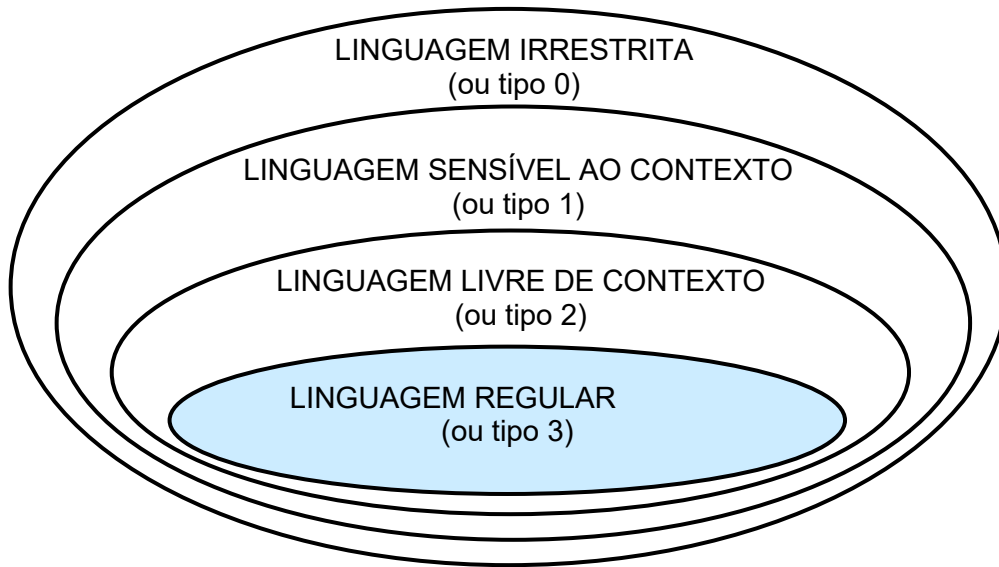 LINGUAGEM IRRESTRITA
(ou tipo 0)
LINGUAGEM SENSÍVEL AO CONTEXTO
(ou tipo 1)
LINGUAGEM LIVRE DE CONTEXTO
(ou tipo 2)
LINGUAGEM REGULAR
(ou tipo 3)